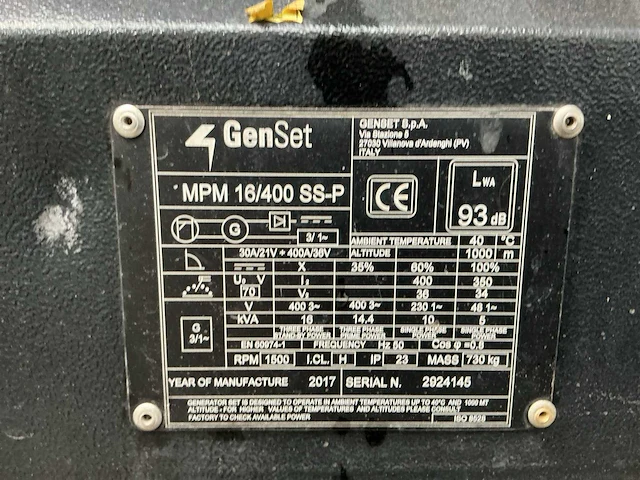 GenSet
GENSET S.p.A.
Via Stazione 5
27030 Villanova d'Ardenghi (PV)
ITALY
MPM 16/400 SS-P
CE
LWA
93 dB
G
3/ 1~
AMBIENT TEMPERATURE 40 °C
30A/21V + 400A/36V ALTITUDE 1000 m
X 35% 60% 100%
U₀ V I₂ 400 350
70 V₂ 36 34
V 400 3~ 400 3~ 230 1~ 48 1~
kVA 16 14.4 10 5
G 3/1~
THREE PHASE STAND-BY POWER THREE PHASE PRIME POWER SINGLE PHASE POWER SINGLE PHASE POWER
EN 60974-1 FREQUENCY Hz 50 Cos φ =0.8
RPM 1500 I.CL. H IP 23 MASS 730 kg
YEAR OF MANUFACTURE 2017 SERIAL N. 2924145
GENERATOR SET IS DESIGNED TO OPERATE IN AMBIENT TEMPERATURES UP TO 40°C AND 1000 MT
ALTITUDE - FOR HIGHER VALUES OF TEMPERATURES AND ALTITUDES PLEASE CONSULT
FACTORY TO CHECK AVAILABLE POWER ISO 8528